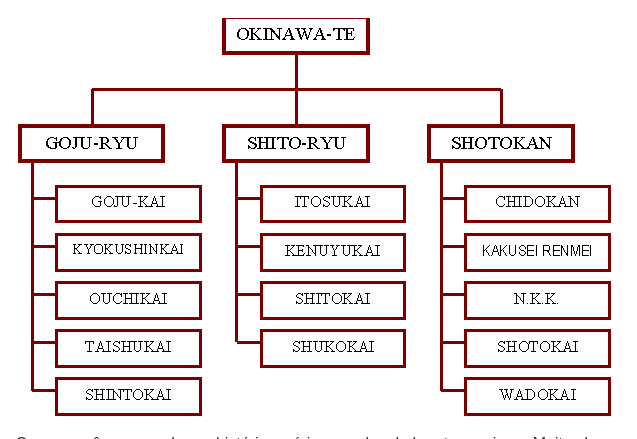 OKINAWA-TE
GOJU-RYU
GOJU-KAI
KYOKUSHINKAI
OUCHIKAI
TAISHUKAI
SHINTOKAI
SHITO-RYU
ITOSUKAI
KENUYUKAI
SHITOKAI
SHUKOKAI
SHOTOKAN
CHIDOKAN
KAKUSEI RENMEI
N.K.K.
SHOTOKAI
WADOKAI